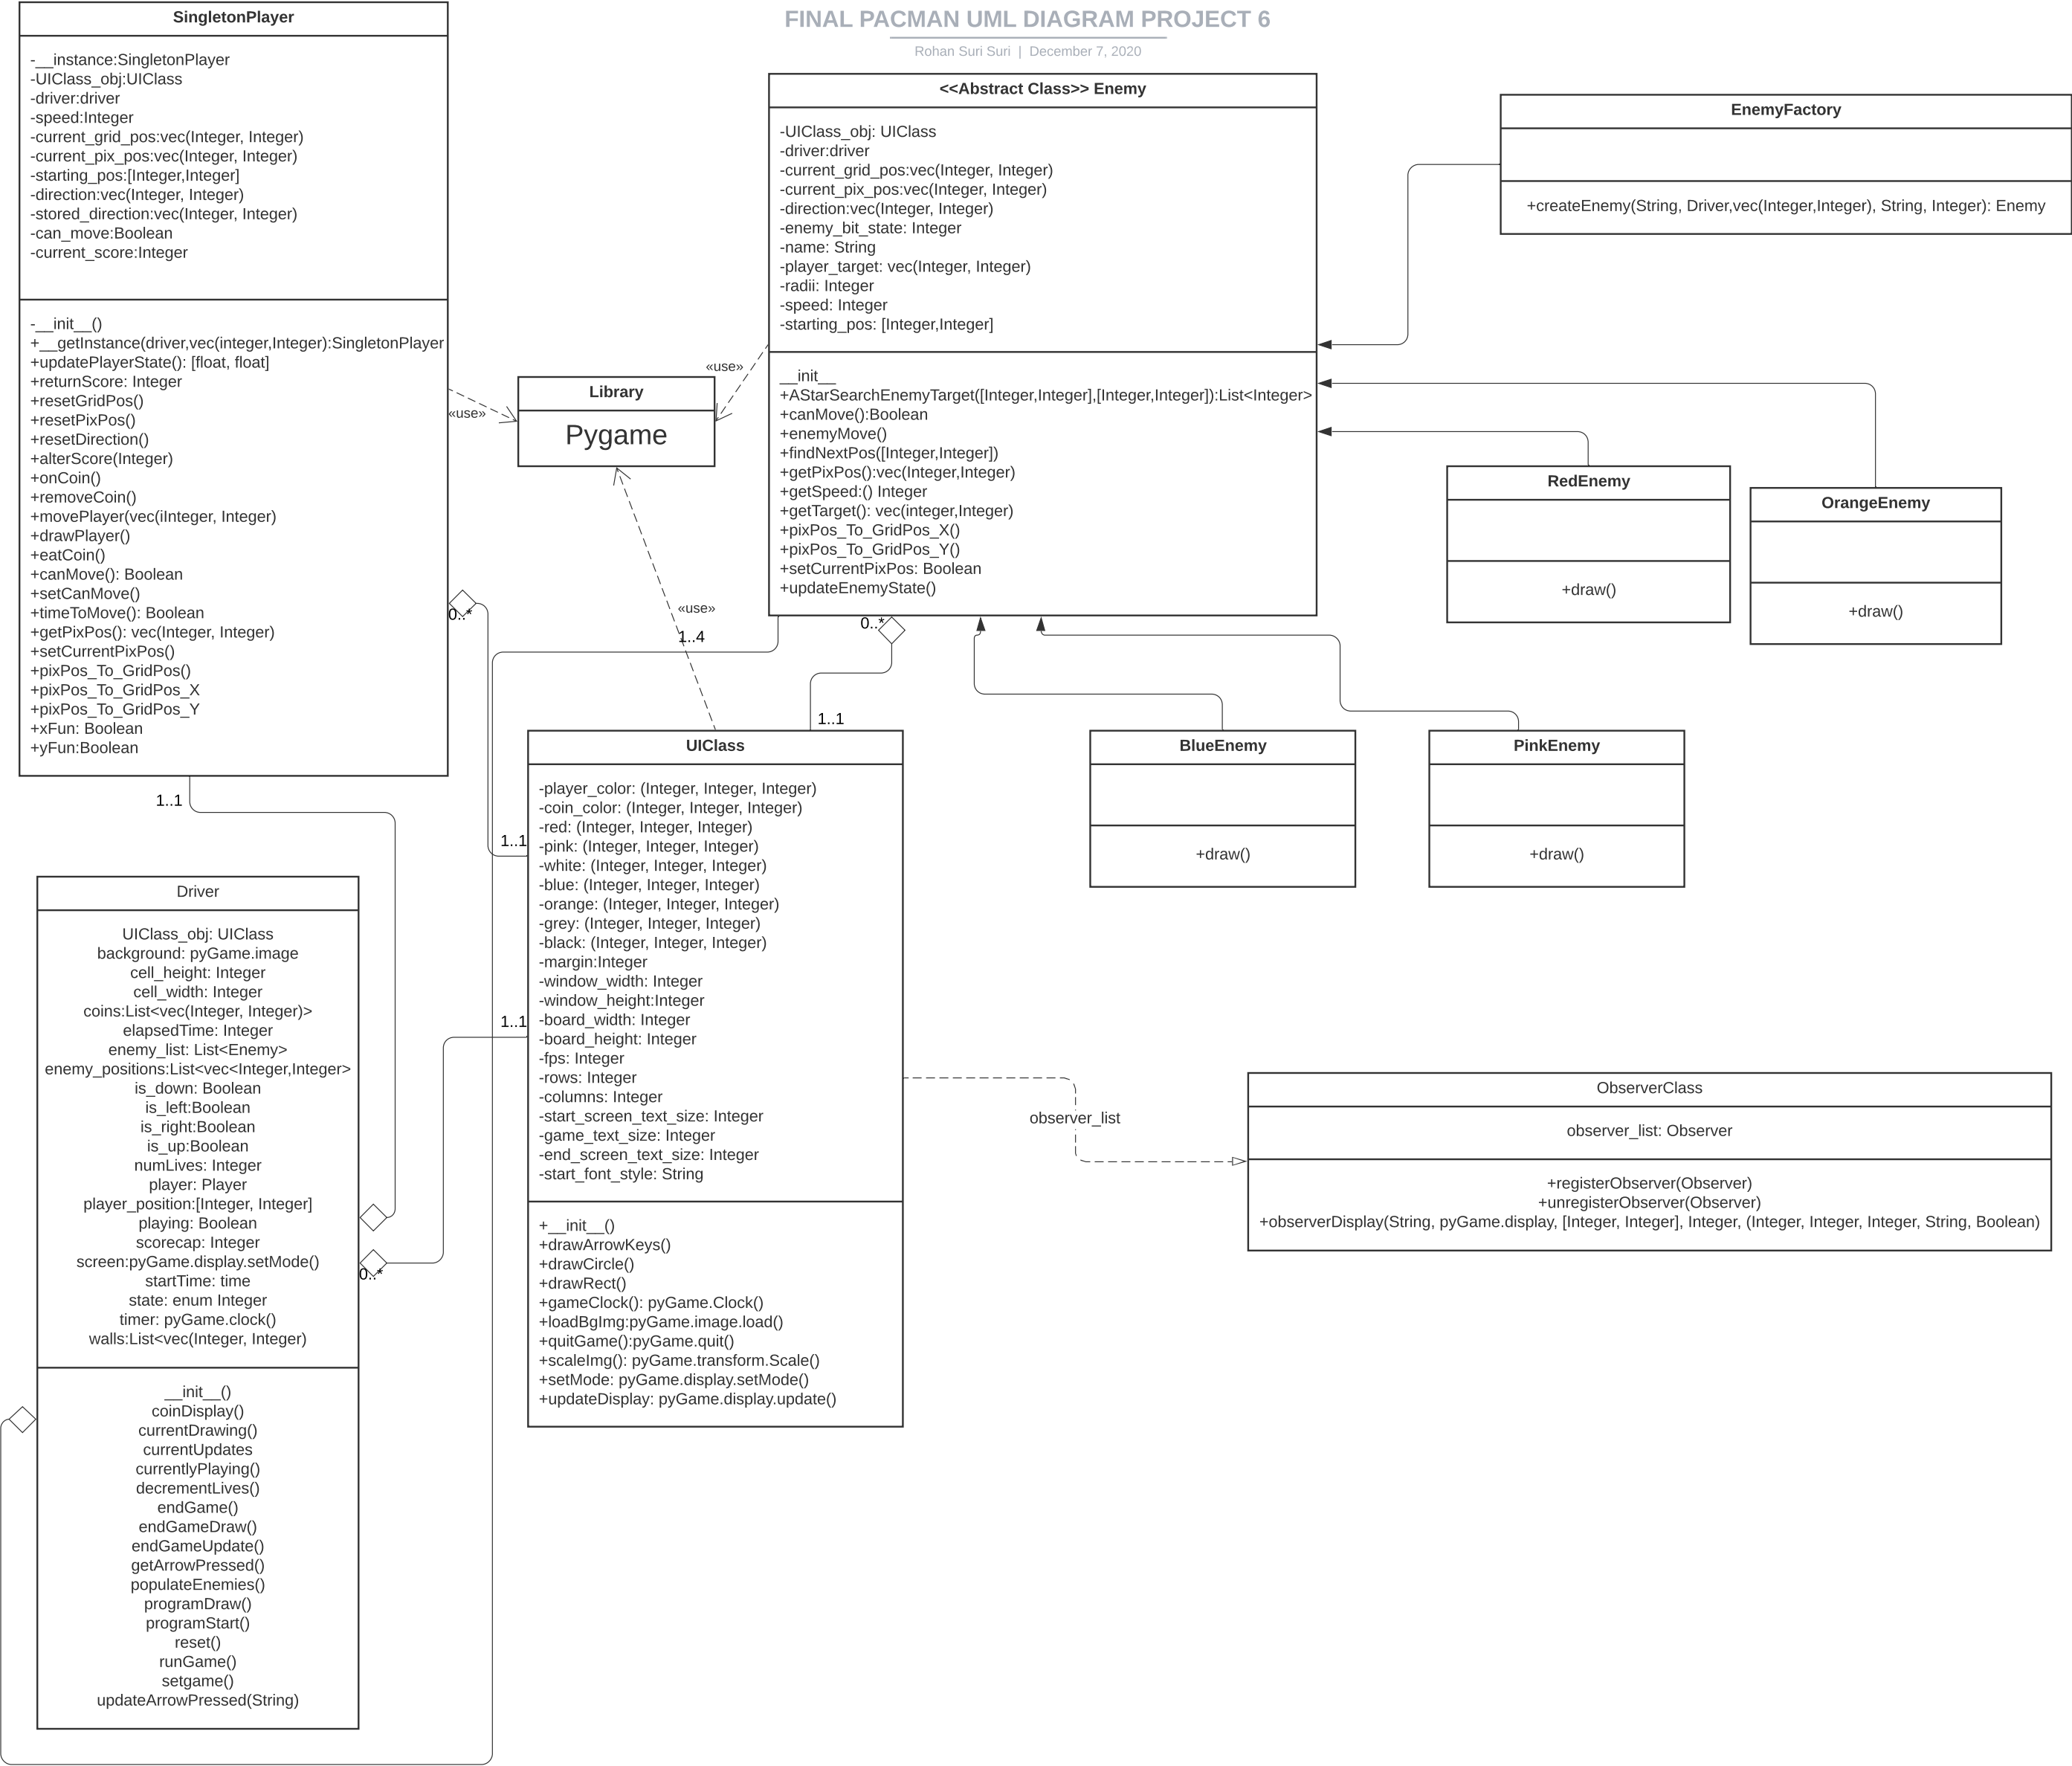 FINAL PACMAN UML DIAGRAM PROJECT 6
Rohan Suri Suri | December 7, 2020
SingletonPlayer
-__instance:SingletonPlayer
-UIClass_obj:UIClass
-driver:driver
-speed:Integer
-current_grid_pos:vec(Integer, Integer)
-current_pix_pos:vec(Integer, Integer)
-starting_pos:[Integer,Integer]
-direction:vec(Integer, Integer)
-stored_direction:vec(Integer, Integer)
-can_move:Boolean
-current_score:Integer
-__init__()
+__getInstance(driver,vec(integer,Integer):SingletonPlayer
+updatePlayerState(): [float, float]
+returnScore: Integer
+resetGridPos()
+resetPixPos()
+resetDirection()
+alterScore(Integer)
+onCoin()
+removeCoin()
+movePlayer(vec(iInteger, Integer)
+drawPlayer()
+eatCoin()
+canMove(): Boolean
+setCanMove()
+timeToMove(): Boolean
+getPixPos(): vec(Integer, Integer)
+setCurrentPixPos()
+pixPos_To_GridPos()
+pixPos_To_GridPos_X
+pixPos_To_GridPos_Y
+xFun: Boolean
+yFun:Boolean
<<Abstract Class>> Enemy
-UIClass_obj: UIClass
-driver:driver
-current_grid_pos:vec(Integer, Integer)
-current_pix_pos:vec(Integer, Integer)
-direction:vec(Integer, Integer)
-enemy_bit_state: Integer
-name: String
-player_target: vec(Integer, Integer)
-radii: Integer
-speed: Integer
-starting_pos: [Integer,Integer]
__init__
+AStarSearchEnemyTarget([Integer,Integer],[Integer,Integer]):List<Integer>
+canMove():Boolean
+enemyMove()
+findNextPos([Integer,Integer])
+getPixPos():vec(Integer,Integer)
+getSpeed:() Integer
+getTarget(): vec(integer,Integer)
+pixPos_To_GridPos_X()
+pixPos_To_GridPos_Y()
+setCurrentPixPos: Boolean
+updateEnemyState()
EnemyFactory
+createEnemy(String, Driver,vec(Integer,Integer), String, Integer): Enemy
«use»
«use»
Library
Pygame
«use»
RedEnemy
+draw()
OrangeEnemy
+draw()
0..*
1..4
0..*
1..1
1..1
1..1
1..1
0..*
UIClass
-player_color: (Integer, Integer, Integer)
-coin_color: (Integer, Integer, Integer)
-red: (Integer, Integer, Integer)
-pink: (Integer, Integer, Integer)
-white: (Integer, Integer, Integer)
-blue: (Integer, Integer, Integer)
-orange: (Integer, Integer, Integer)
-grey: (Integer, Integer, Integer)
-black: (Integer, Integer, Integer)
-margin:Integer
-window_width: Integer
-window_height:Integer
-board_width: Integer
-board_height: Integer
-fps: Integer
-rows: Integer
-columns: Integer
-start_screen_text_size: Integer
-game_text_size: Integer
-end_screen_text_size: Integer
-start_font_style: String
+__init__()
+drawArrowKeys()
+drawCircle()
+drawRect()
+gameClock(): pyGame.Clock()
+loadBgImg:pyGame.image.load()
+quitGame():pyGame.quit()
+scaleImg(): pyGame.transform.Scale()
+setMode: pyGame.display.setMode()
+updateDisplay: pyGame.display.update()
BlueEnemy
+draw()
PinkEnemy
+draw()
Driver
UIClass_obj: UIClass
background: pyGame.image
cell_height: Integer
cell_width: Integer
coins:List<vec(Integer, Integer)>
elapsedTime: Integer
enemy_list: List<Enemy>
enemy_positions:List<vec<Integer,Integer>
is_down: Boolean
is_left:Boolean
is_right:Boolean
is_up:Boolean
numLives: Integer
player: Player
player_position:[Integer, Integer]
playing: Boolean
scorecap: Integer
screen:pyGame.display.setMode()
startTime: time
state: enum Integer
timer: pyGame.clock()
walls:List<vec(Integer, Integer)
__init__()
coinDisplay()
currentDrawing()
currentUpdates
currentlyPlaying()
decrementLives()
endGame()
endGameDraw()
endGameUpdate()
getArrowPressed()
populateEnemies()
programDraw()
programStart()
reset()
runGame()
setgame()
updateArrowPressed(String)
observer_list
ObserverClass
observer_list: Observer
+registerObserver(Observer)
+unregisterObserver(Observer)
+observerDisplay(String, pyGame.display, [Integer, Integer], Integer, (Integer, Integer, Integer, String, Boolean)